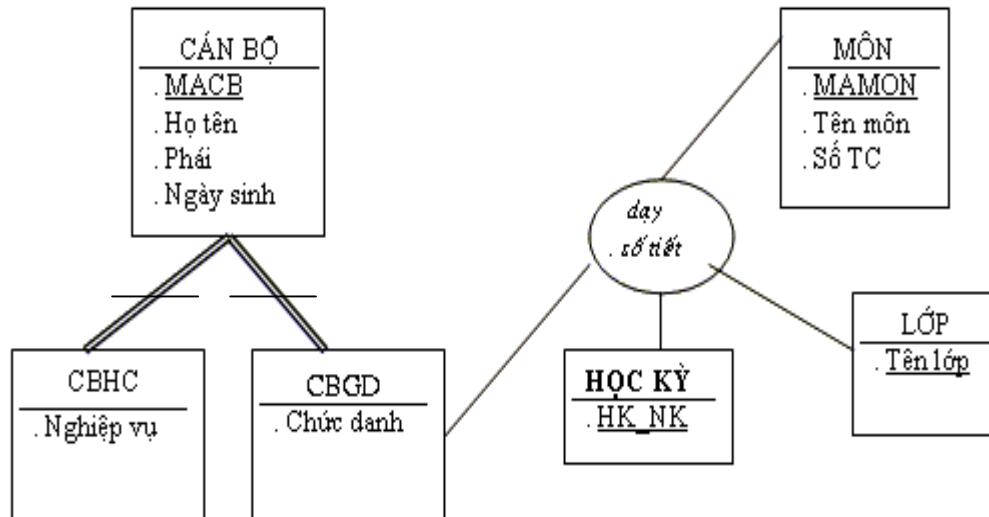 CÁN BỘ
. MACB
. Họ tên
. Phái
. Ngày sinh
MÔN
. MAMON
. Tên môn
. Số TC
dạy
. số tiết
LỚP
. Tên lớp
CBHC
. Nghiệp vụ
CBGD
. Chức danh
HỌC KỲ
. HK_NK